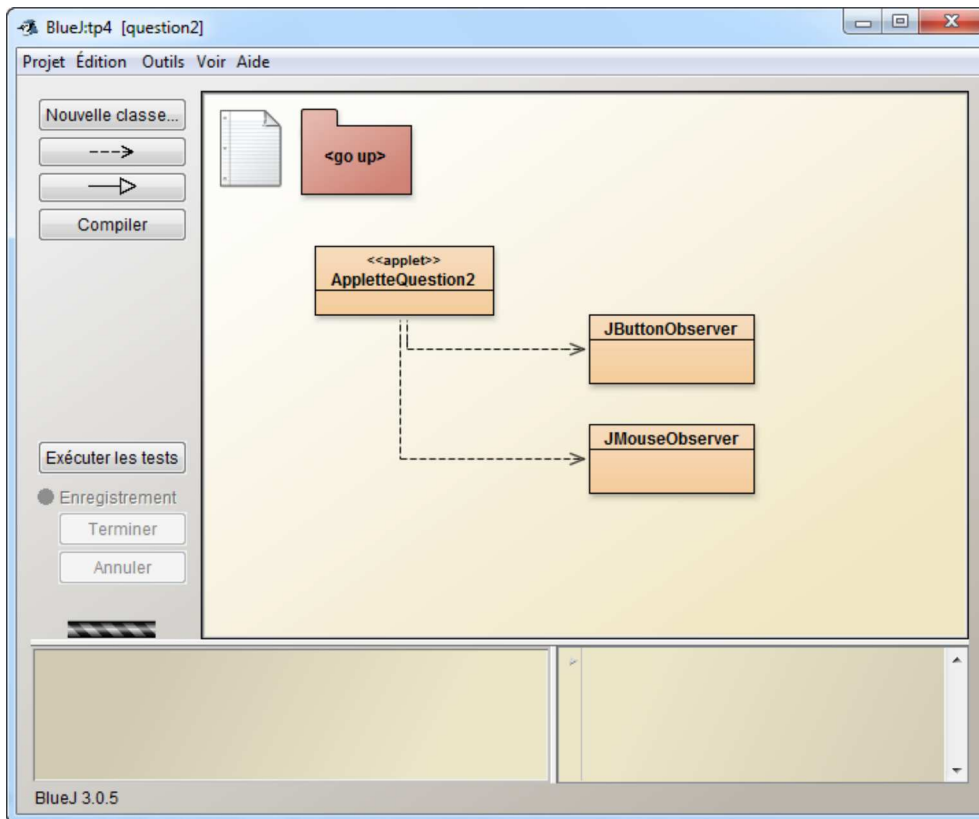 BlueJ:tp4 [question2]
Projet Édition Outils Voir Aide
Nouvelle classe...
<go up>
Compiler
<<applet>>
AppletteQuestion2
JButtonObserver
JMouseObserver
Exécuter les tests
Enregistrement
Terminer
Annuler
BlueJ 3.0.5